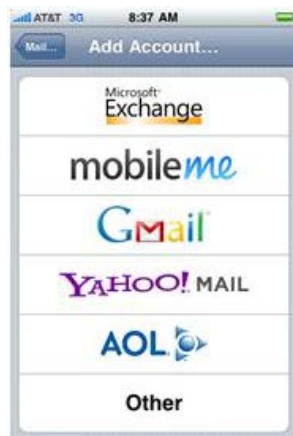 AT&T 3G 8:37 AM
Mail... Add Account...
Microsoft
Exchange
mobileme
Gmail
YAHOO! MAIL
AOL
Other